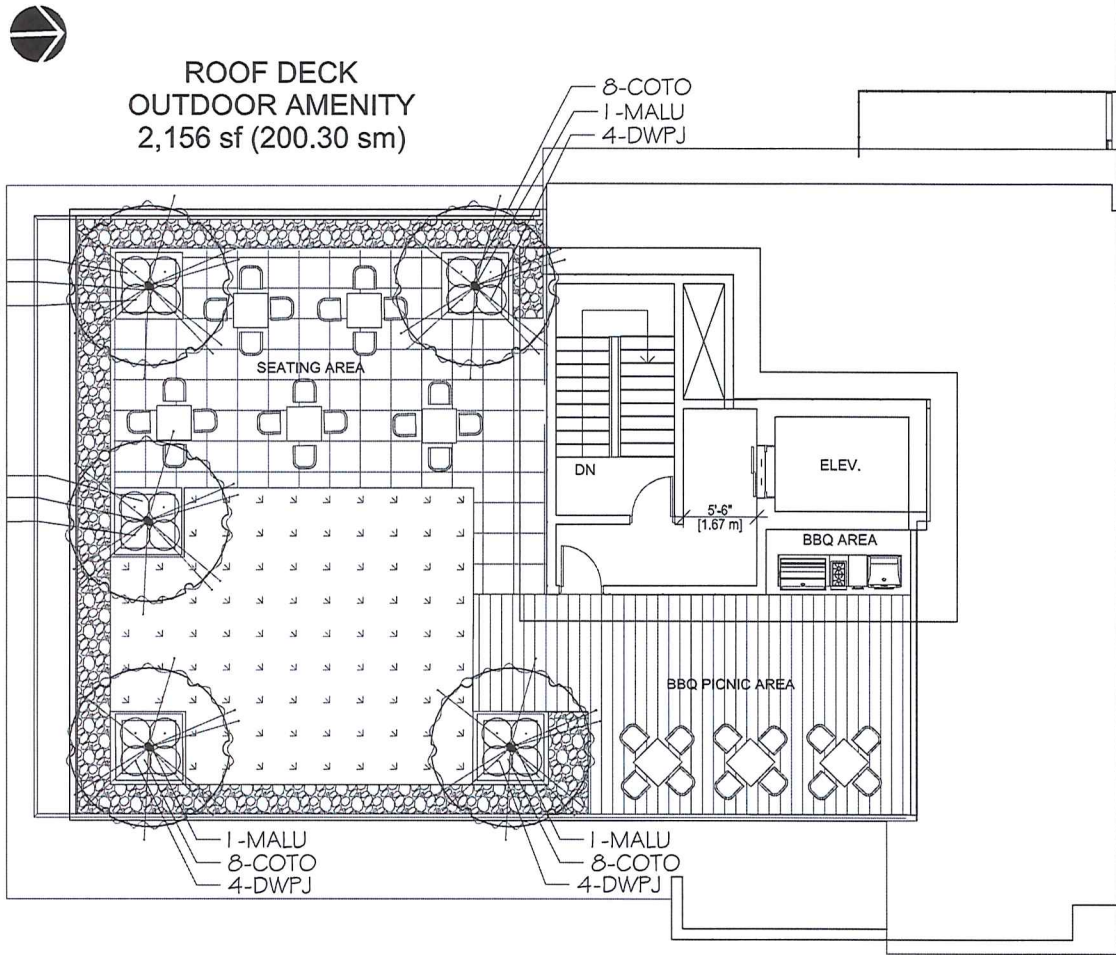 ROOF DECK
OUTDOOR AMENITY
2,156 sf (200.30 sm)
8-COTO
1-MALU
4-DWPJ
SEATING AREA
DN
ELEV.
5'-6"
[1.67 m]
BBQ AREA
BBQ PICNIC AREA
1-MALU
8-COTO
4-DWPJ
1-MALU
8-COTO
4-DWPJ